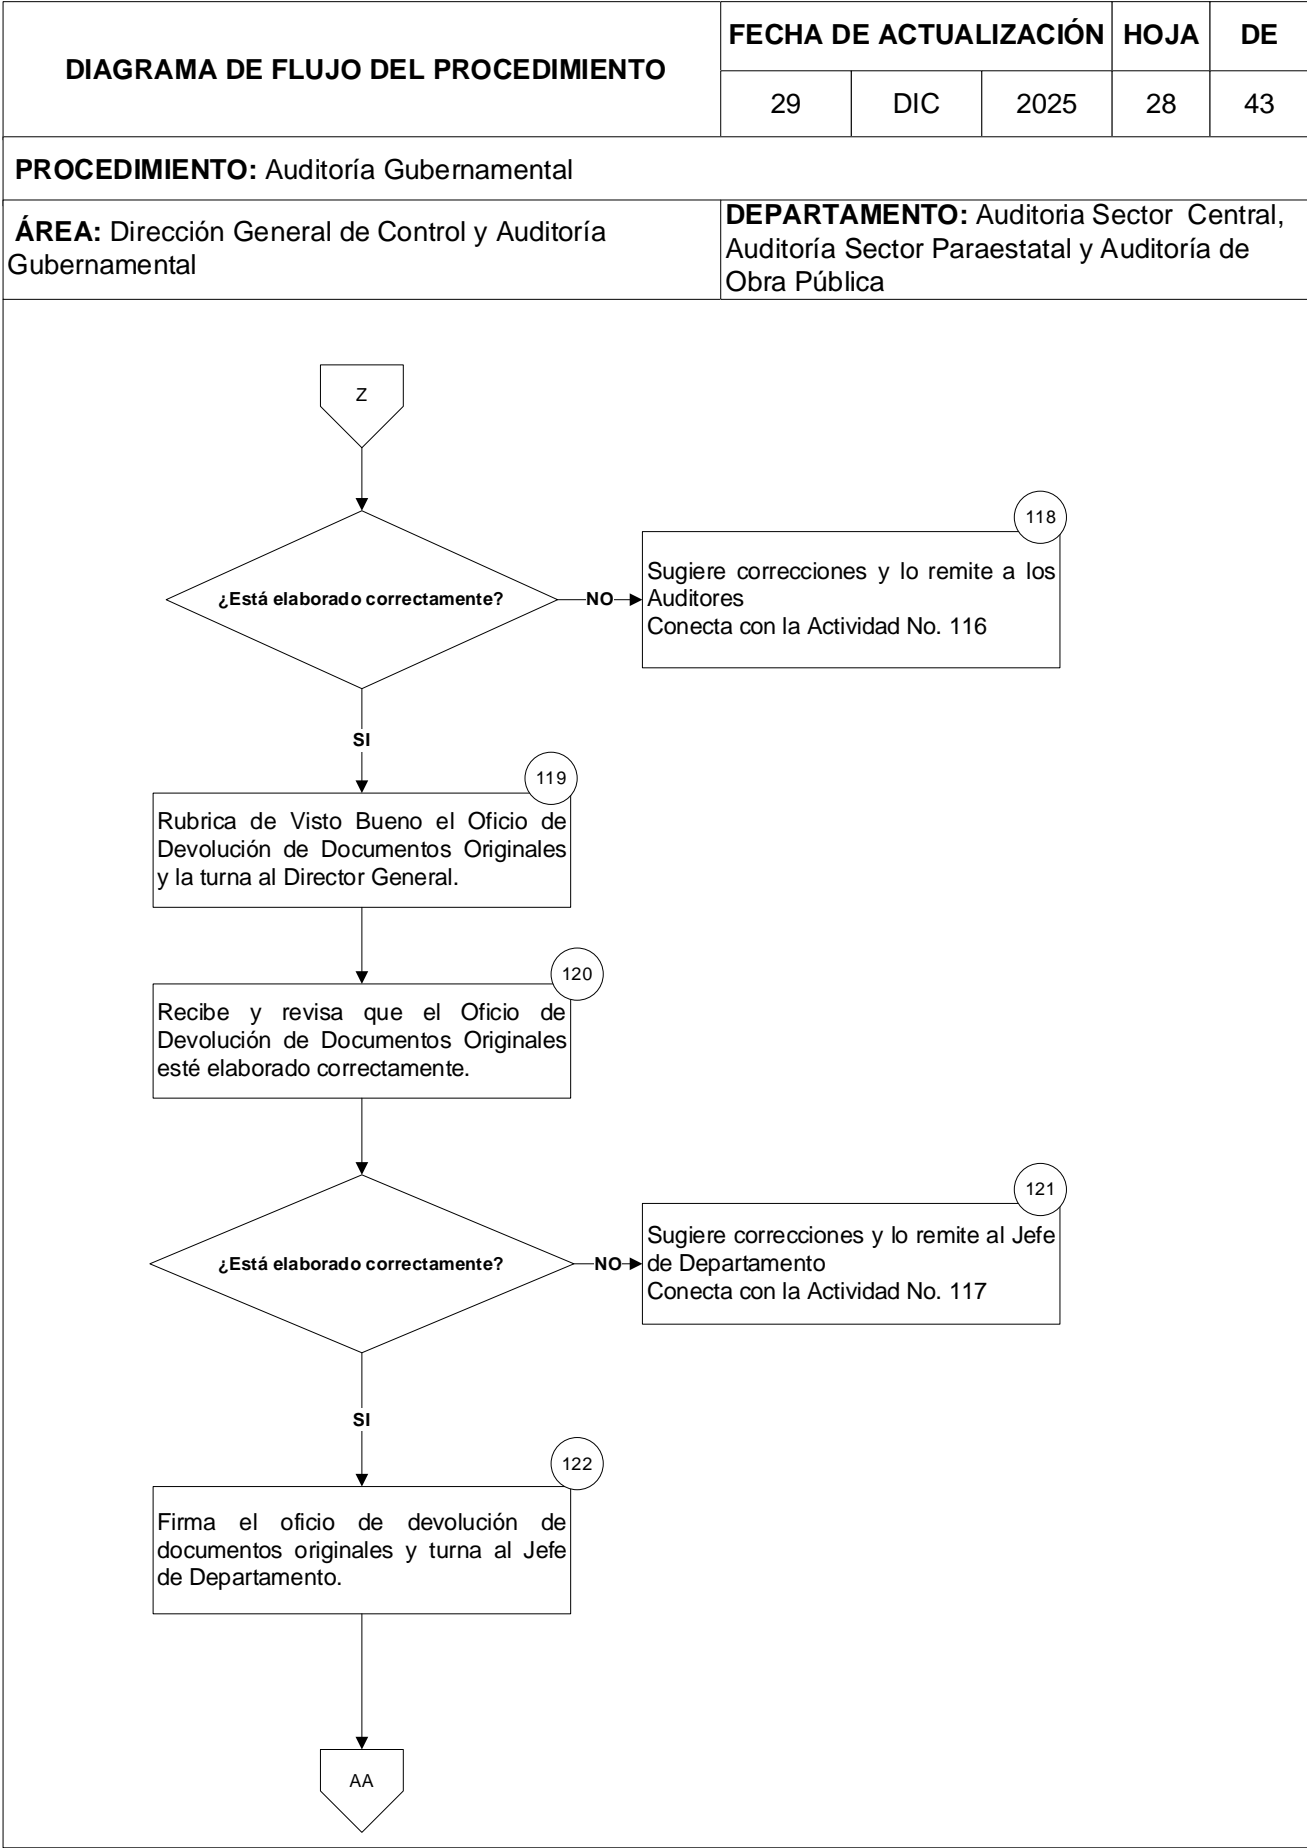 DIAGRAMA DE FLUJO DEL PROCEDIMIENTO
FECHA DE ACTUALIZACIÓN HOJA DE
29 DIC 2025 28 43
PROCEDIMIENTO: Auditoría Gubernamental
ÁREA: Dirección General de Control y Auditoría
Gubernamental
DEPARTAMENTO: Auditoria Sector Central,
Auditoría Sector Paraestatal y Auditoría de
Obra Pública
Z
¿Está elaborado correctamente?
NO
118
Sugiere correcciones y lo remite a los
Auditores
Conecta con la Actividad No. 116
SI
119
Rubrica de Visto Bueno el Oficio de
Devolución de Documentos Originales
y la turna al Director General.
120
Recibe y revisa que el Oficio de
Devolución de Documentos Originales
esté elaborado correctamente.
¿Está elaborado correctamente?
NO
121
Sugiere correcciones y lo remite al Jefe
de Departamento
Conecta con la Actividad No. 117
SI
122
Firma el oficio de devolución de
documentos originales y turna al Jefe
de Departamento.
AA